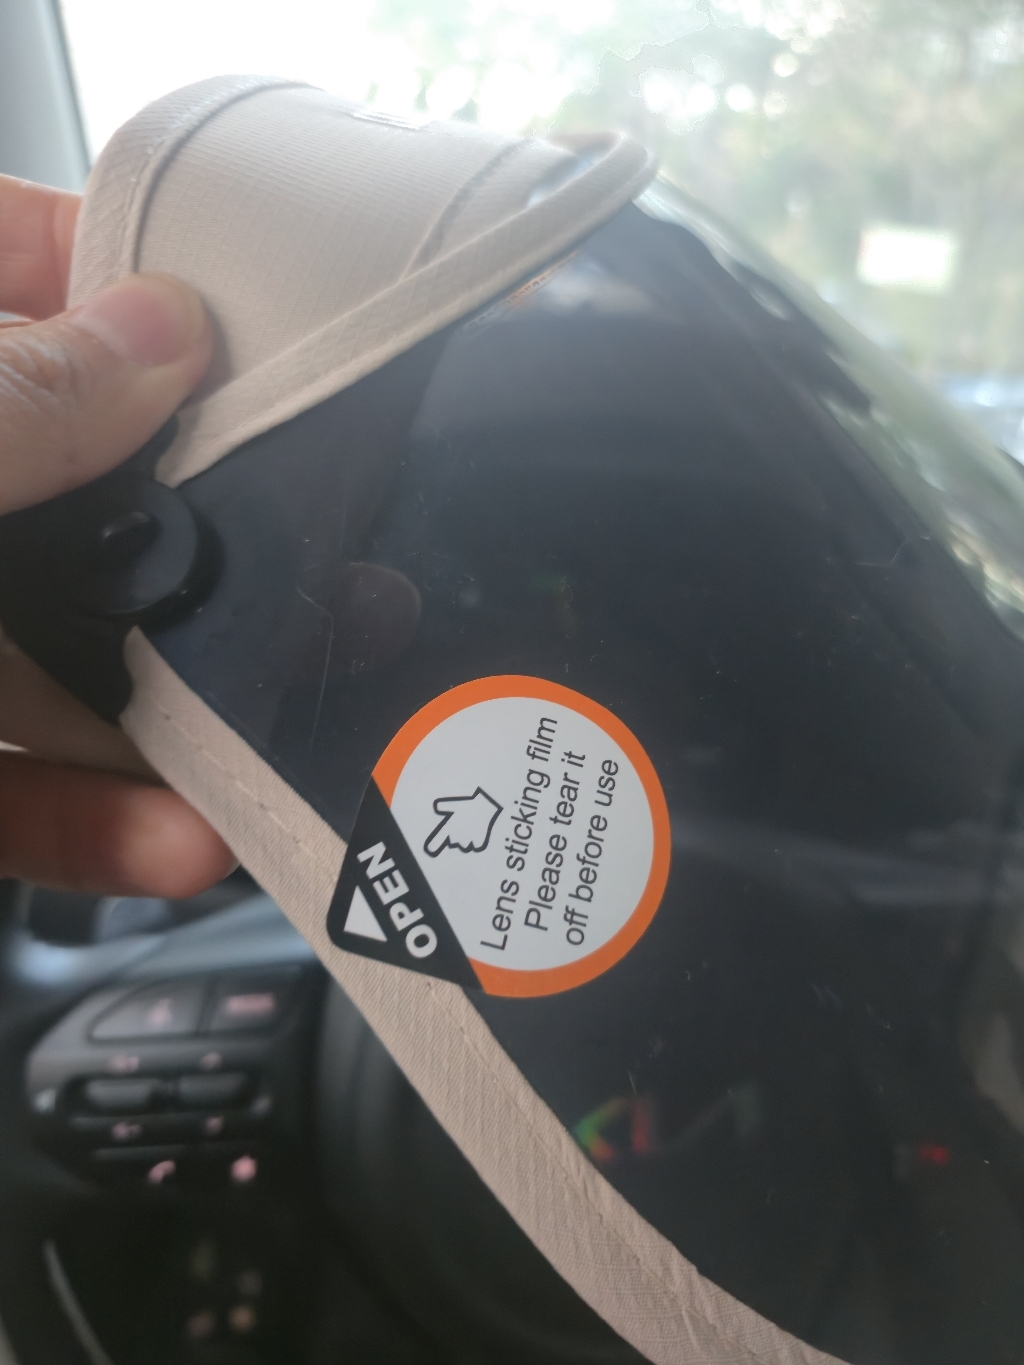 OPEN
Lens sticking film
Please tear it
off before use